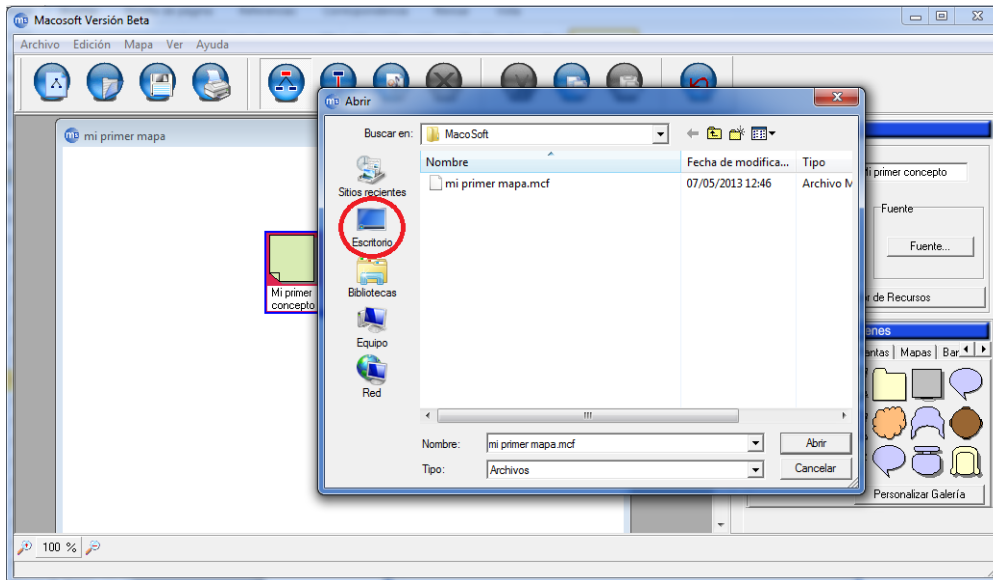 Macosoft Versión Beta
Archivo Edición Mapa Ver Ayuda
mi primer mapa
Mi primer
concepto
Abrir
Buscar en: MacoSoft
Nombre Fecha de modifica... Tipo
mi primer mapa.mcf 07/05/2013 12:46 Archivo M
Sitios recientes
Escritorio
Bibliotecas
Equipo
Red
Nombre: mi primer mapa.mcf Abrir
Tipo: Archivos Cancelar
primer concepto
Fuente
Fuente...
de Recursos
Mapas Bar
Personalizar Galería
100 %